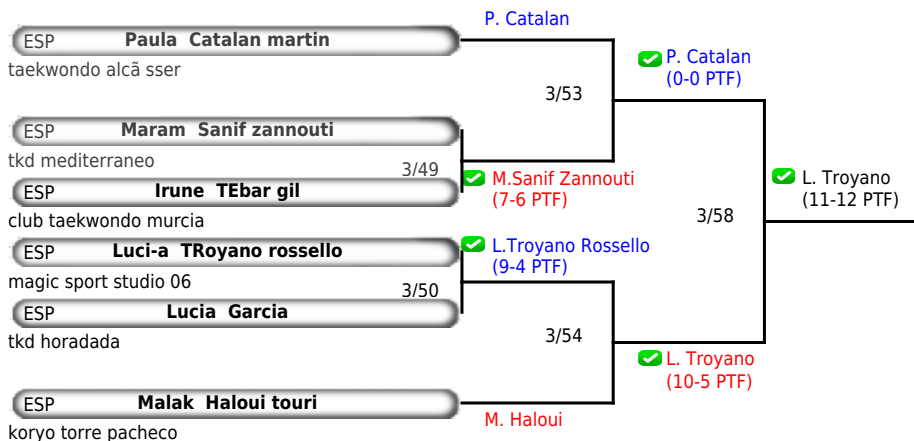 P. Catalan
ESP Paula Catalan martin
taekwondo alcã sser
P. Catalan
(0-0 PTF)
3/53
ESP Maram Sanif zannouti
tkd mediterraneo
3/49
M.Sanif Zannouti
(7-6 PTF)
ESP Irune TEbar gil
club taekwondo murcia
L. Troyano
(11-12 PTF)
3/58
ESP Luci-a TRoyano rossello
magic sport studio 06
L.Troyano Rossello
(9-4 PTF)
3/50
ESP Lucia Garcia
tkd horadada
3/54
L. Troyano
(10-5 PTF)
ESP Malak Haloui touri
koryo torre pacheco
M. Haloui